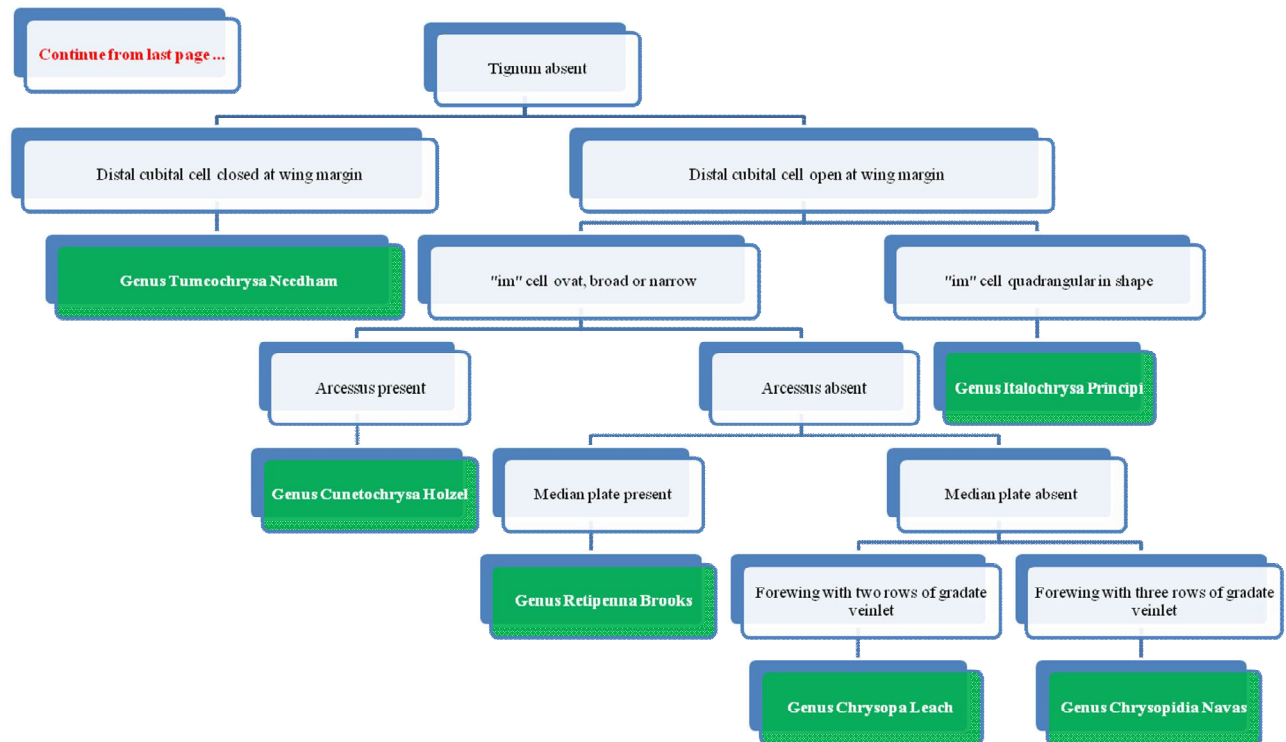 Continue from last page ...
Tignum absent
Distal cubital cell closed at wing margin
Distal cubital cell open at wing margin
Genus Tumeochrysa Needham
"im" cell ovat, broad or narrow
"im" cell quadrangular in shape
Arcessus present
Arcessus absent
Genus Italochrysa Principi
Genus Cunctochrysa Holzel
Median plate present
Median plate absent
Genus Retipenna Brooks
Forewing with two rows of gradate
veinlet
Forewing with three rows of gradate
veinlet
Genus Chrysopa Leach
Genus Chrysopidia Navas